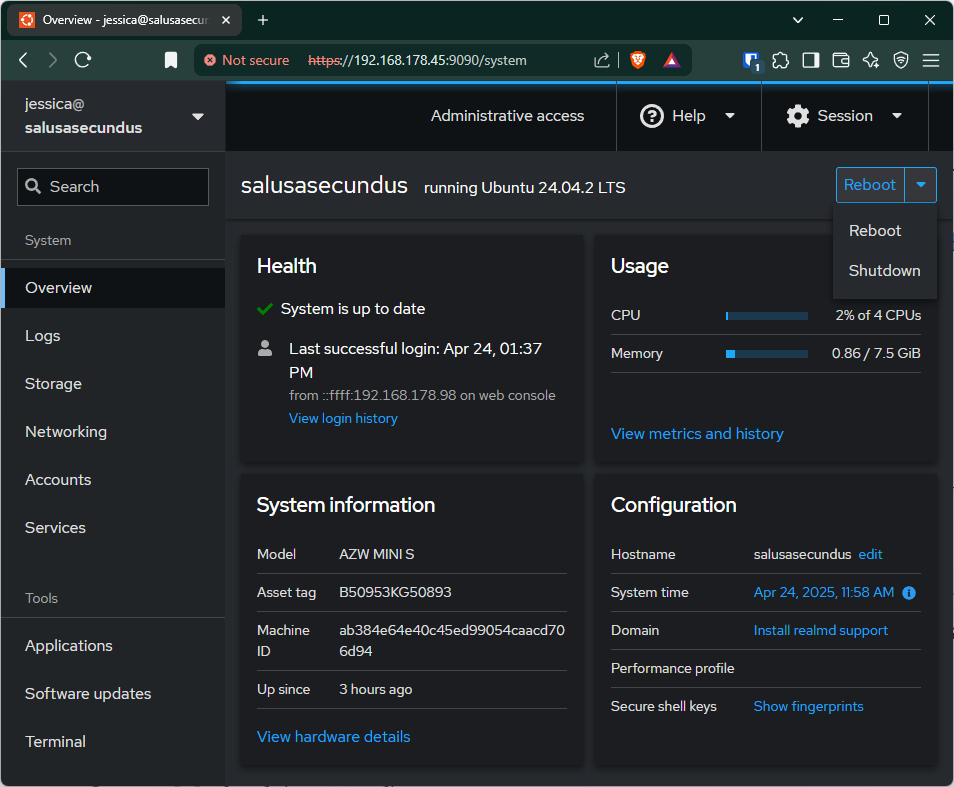 Overview - jessica@salusasecun
Not secure https://192.168.178.45:9090/system
1
jessica@
salusasecundus
Administrative access
Help
Session
Search
salusasecundus running Ubuntu 24.04.2 LTS
Reboot
Reboot
Shutdown
System
Overview
Logs
Storage
Networking
Accounts
Services
Tools
Applications
Software updates
Terminal
Health
System is up to date
Last successful login: Apr 24, 01:37
PM
from ::ffff:192.168.178.98 on web console
View login history
Usage
CPU 2% of 4 CPUs
Memory 0.86 / 7.5 GiB
View metrics and history
System information
Model AZW MINI S
Asset tag B50953KG50893
Machine ID ab384e64e40c45ed99054caacd70
6d94
Up since 3 hours ago
View hardware details
Configuration
Hostname salusasecundus edit
System time Apr 24, 2025, 11:58 AM
Domain Install realmd support
Performance profile
Secure shell keys Show fingerprints